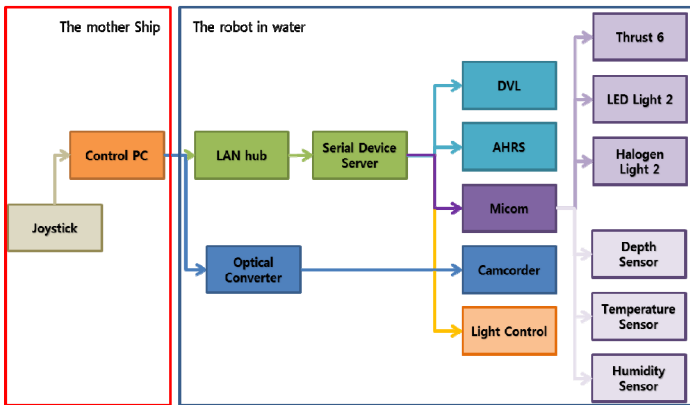 The mother Ship
The robot in water
Joystick
Control PC
LAN hub
Serial Device
Server
Optical
Converter
DVL
AHRS
Micom
Camcorder
Light Control
Thrust 6
LED Light 2
Halogen
Light 2
Depth
Sensor
Temperature
Sensor
Humidity
Sensor